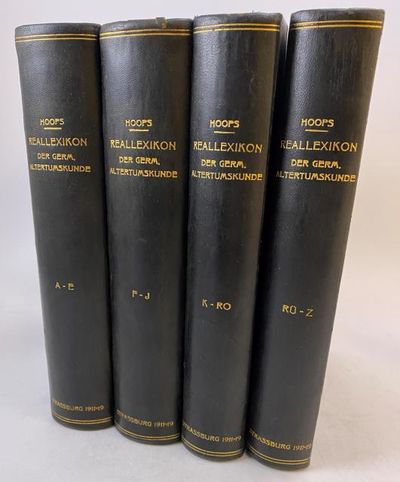 HOOPS
REALLEXIKON
DER GERM.
ALTERTUMSKUNDE
A - E
STRASSBURG 1911-19
HOOPS
REALLEXIKON
DER GERM.
ALTERTUMSKUNDE
F - J
STRASSBURG 1911-19
HOOPS
REALLEXIKON
DER GERM.
ALTERTUMSKUNDE
K - RO
STRASSBURG 1911-19
HOOPS
REALLEXIKON
DER GERM.
ALTERTUMSKUNDE
RÜ - Z
STRASSBURG 1911-19